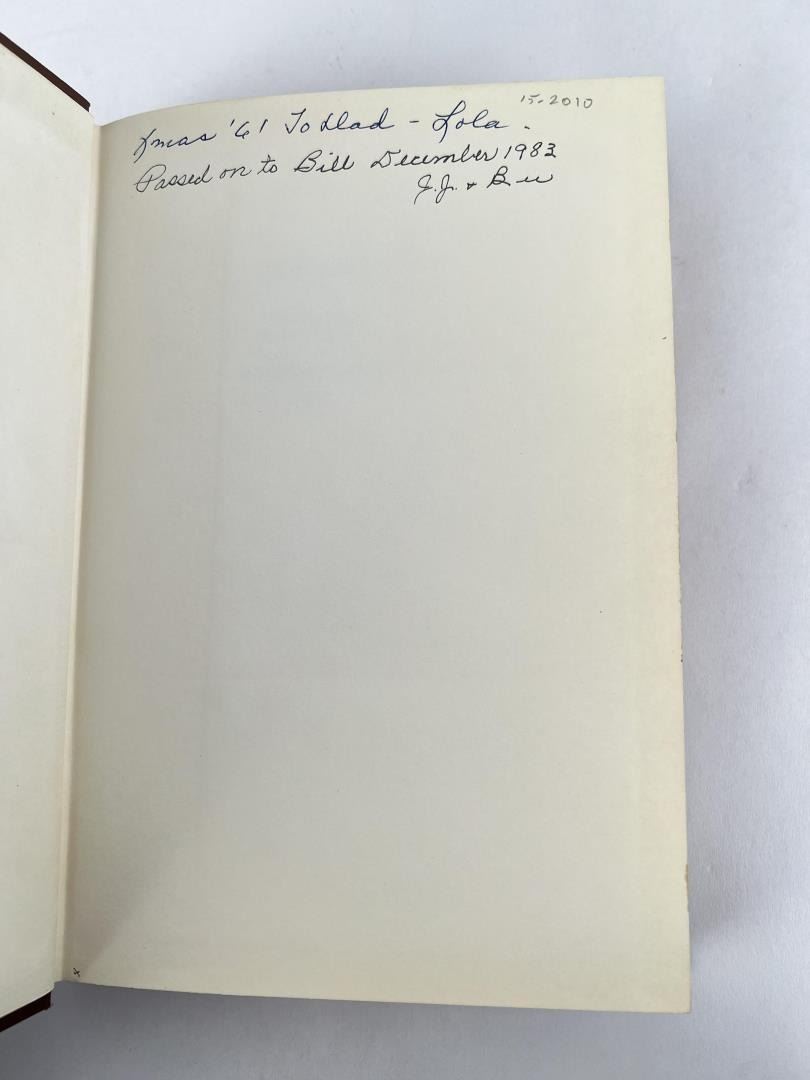 15-2010
Xmas '61 To Dad - Lola.
Passed on to Bill December 1983
J.J. +